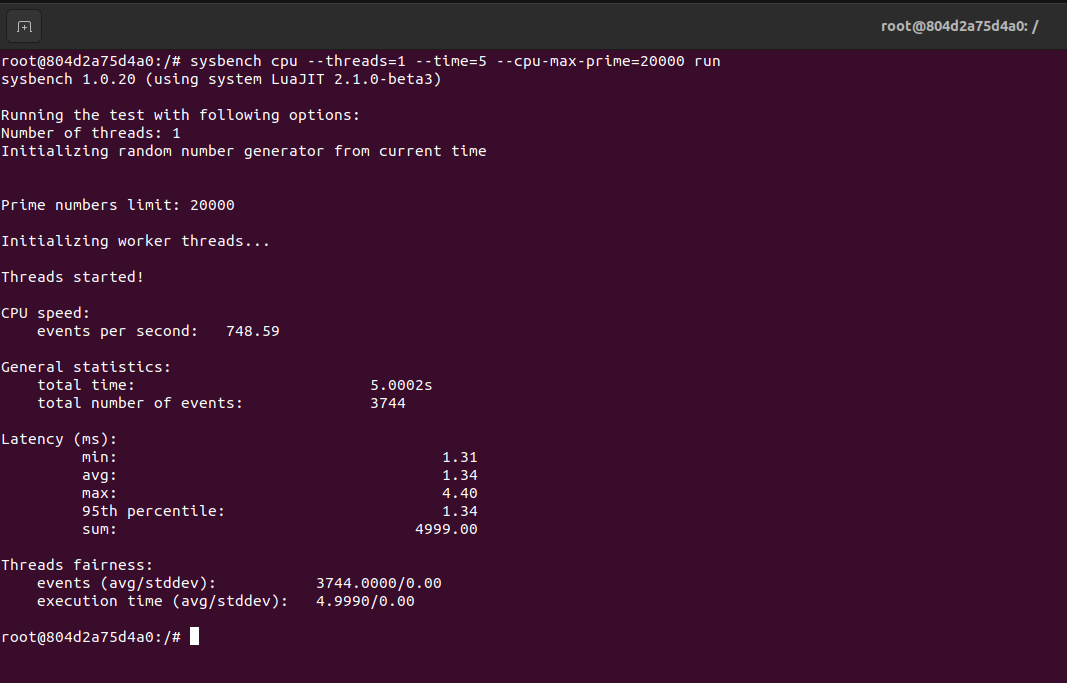 root@804d2a75d4a0: /
root@804d2a75d4a0:/# sysbench cpu --threads=1 --time=5 --cpu-max-prime=20000 run
sysbench 1.0.20 (using system LuaJIT 2.1.0-beta3)
Running the test with following options:
Number of threads: 1
Initializing random number generator from current time
Prime numbers limit: 20000
Initializing worker threads...
Threads started!
CPU speed:
    events per second:   748.59
General statistics:
    total time:                          5.0002s
    total number of events:              3744
Latency (ms):
         min:                                    1.31
         avg:                                    1.34
         max:                                    4.40
         95th percentile:                        1.34
         sum:                                 4999.00
Threads fairness:
    events (avg/stddev):           3744.0000/0.00
    execution time (avg/stddev):   4.9990/0.00
root@804d2a75d4a0:/#